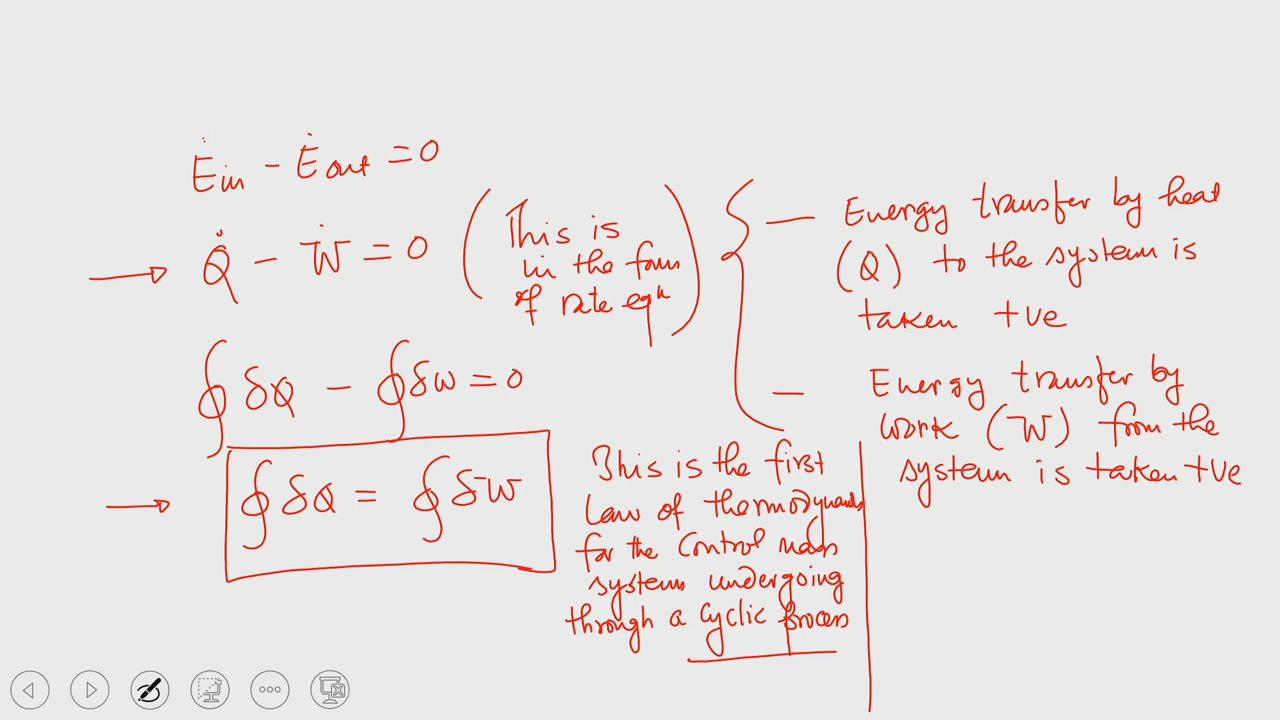 Ėin - Ėout = 0
Q̇ - Ẇ = 0
(This is
in the form
of rate eqn)
∮ δQ - ∮ δW = 0
∮ δQ = ∮ δW
This is the first
law of thermodynamics
for the control mass
system undergoing
through a cyclic process
— Energy transfer by heat
(Q) to the system is
taken +ve
— Energy transfer by
work (W) from the
system is taken +ve